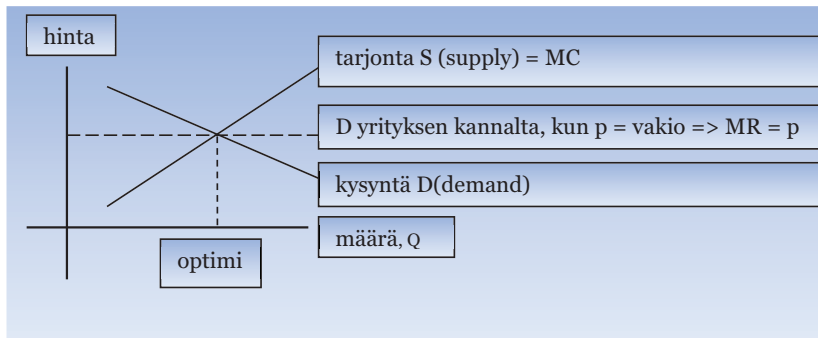 hinta
tarjonta S (supply) = MC
D yrityksen kannalta, kun p = vakio => MR = p
kysyntä D(demand)
määrä, Q
optimi